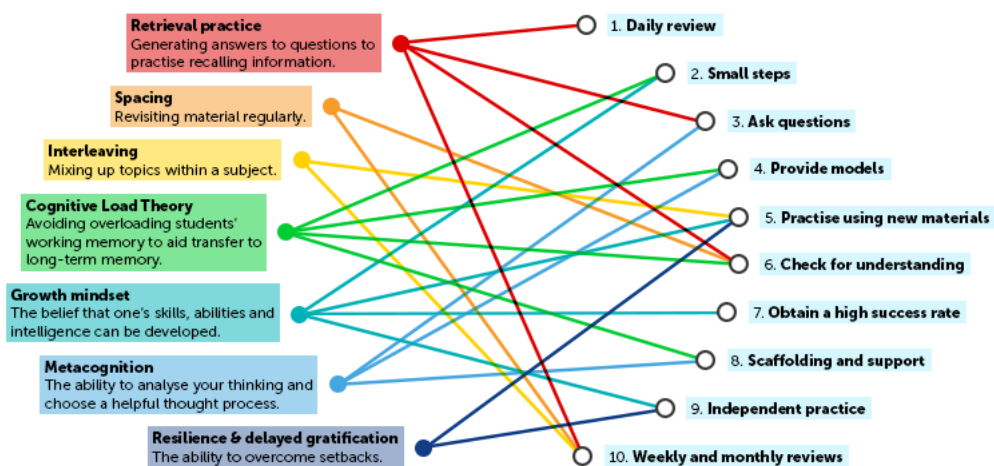 Retrieval practice
Generating answers to questions to
practise recalling information.
Spacing
Revisiting material regularly.
Interleaving
Mixing up topics within a subject.
Cognitive Load Theory
Avoiding overloading students'
working memory to aid transfer to
long-term memory.
Growth mindset
The belief that one's skills, abilities and
intelligence can be developed.
Metacognition
The ability to analyse your thinking and
choose a helpful thought process.
Resilience & delayed gratification
The ability to overcome setbacks.
1. Daily review
2. Small steps
3. Ask questions
4. Provide models
5. Practise using new materials
6. Check for understanding
7. Obtain a high success rate
8. Scaffolding and support
9. Independent practice
10. Weekly and monthly reviews